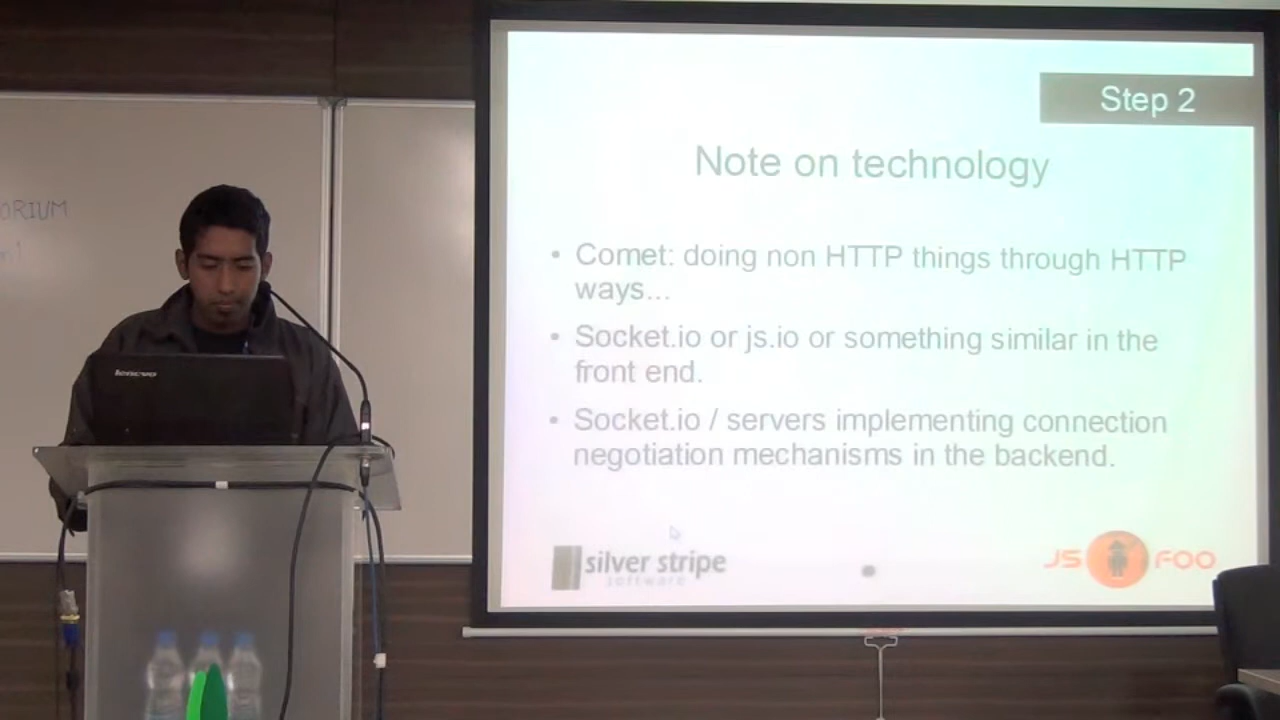 ORIUM
lenovo
Step 2
Note on technology
• Comet: doing non HTTP things through HTTP
ways...
• Socket.io or js.io or something similar in the
front end.
• Socket.io / servers implementing connection
negotiation mechanisms in the backend.
silver stripe
software
JS FOO